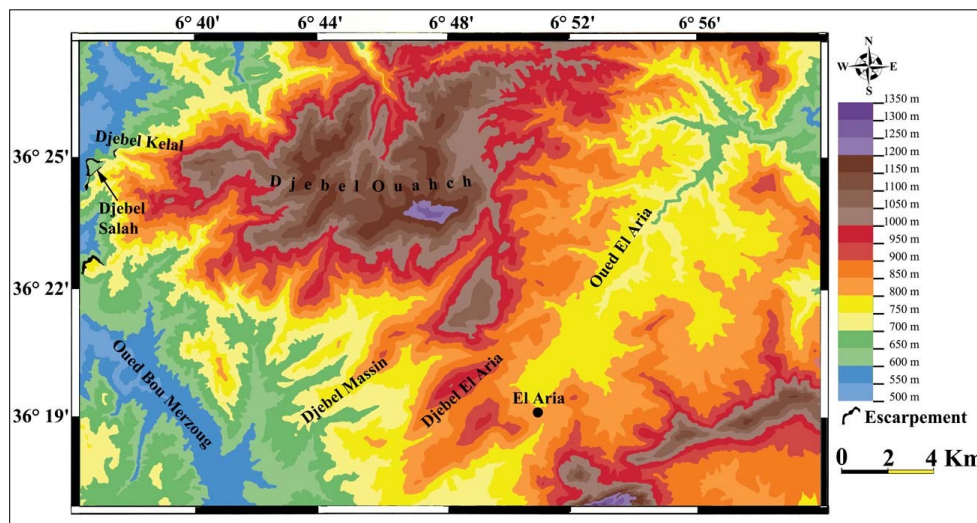 6° 40' 6° 44' 6° 48' 6° 52' 6° 56'
N
W E
S
36° 25'
36° 22'
36° 19'
Djebel Kelal
Djebel
Salah
Djebel Ouahch
Oued El Aria
Oued Bou Merzoug
Djebel Massin
Djebel El Aria
El Aria
1350 m
1300 m
1250 m
1200 m
1150 m
1100 m
1050 m
1000 m
950 m
900 m
850 m
800 m
750 m
700 m
650 m
600 m
550 m
500 m
Escarpement
0 2 4 Km